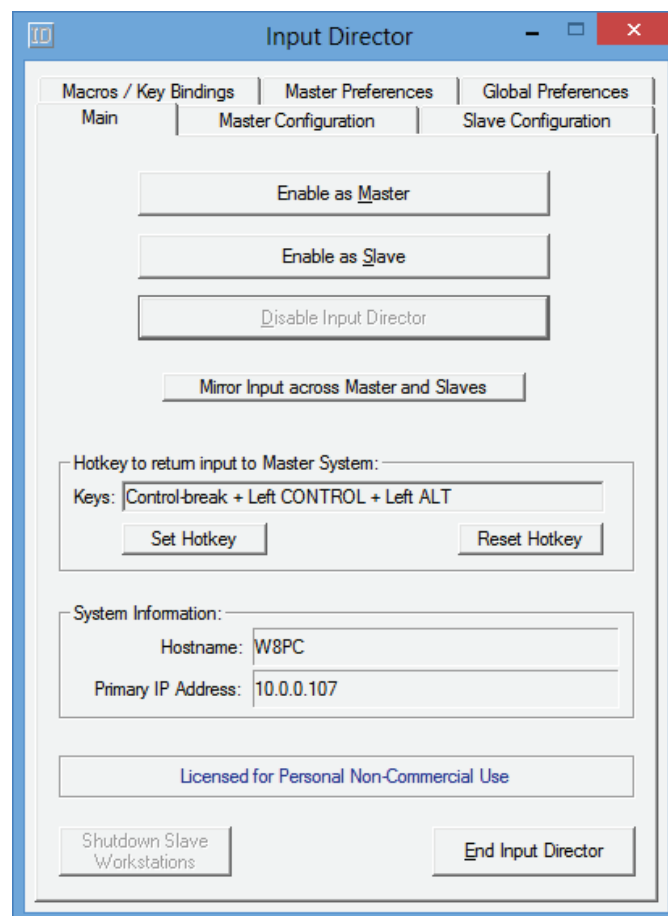 ID
Input Director
Macros / Key Bindings
Master Preferences
Global Preferences
Main
Master Configuration
Slave Configuration
Enable as Master
Enable as Slave
Disable Input Director
Mirror Input across Master and Slaves
Hotkey to return input to Master System:
Keys: Control-break + Left CONTROL + Left ALT
Set Hotkey
Reset Hotkey
System Information:
Hostname: W8PC
Primary IP Address: 10.0.0.107
Licensed for Personal Non-Commercial Use
Shutdown Slave
Workstations
End Input Director